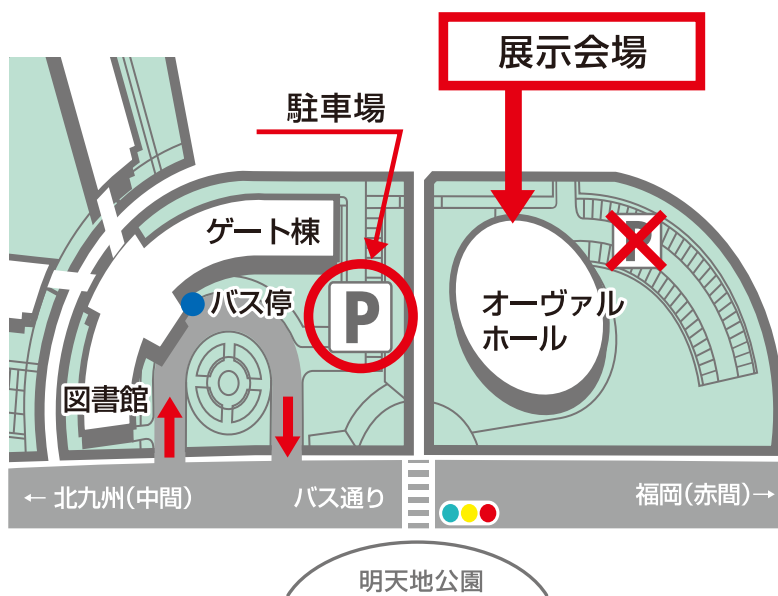 展示会場
駐車場
ゲート棟
P
P
バス停
オーヴァル
ホール
図書館
← 北九州(中間)
バス通り
福岡(赤間)→
明天地公園